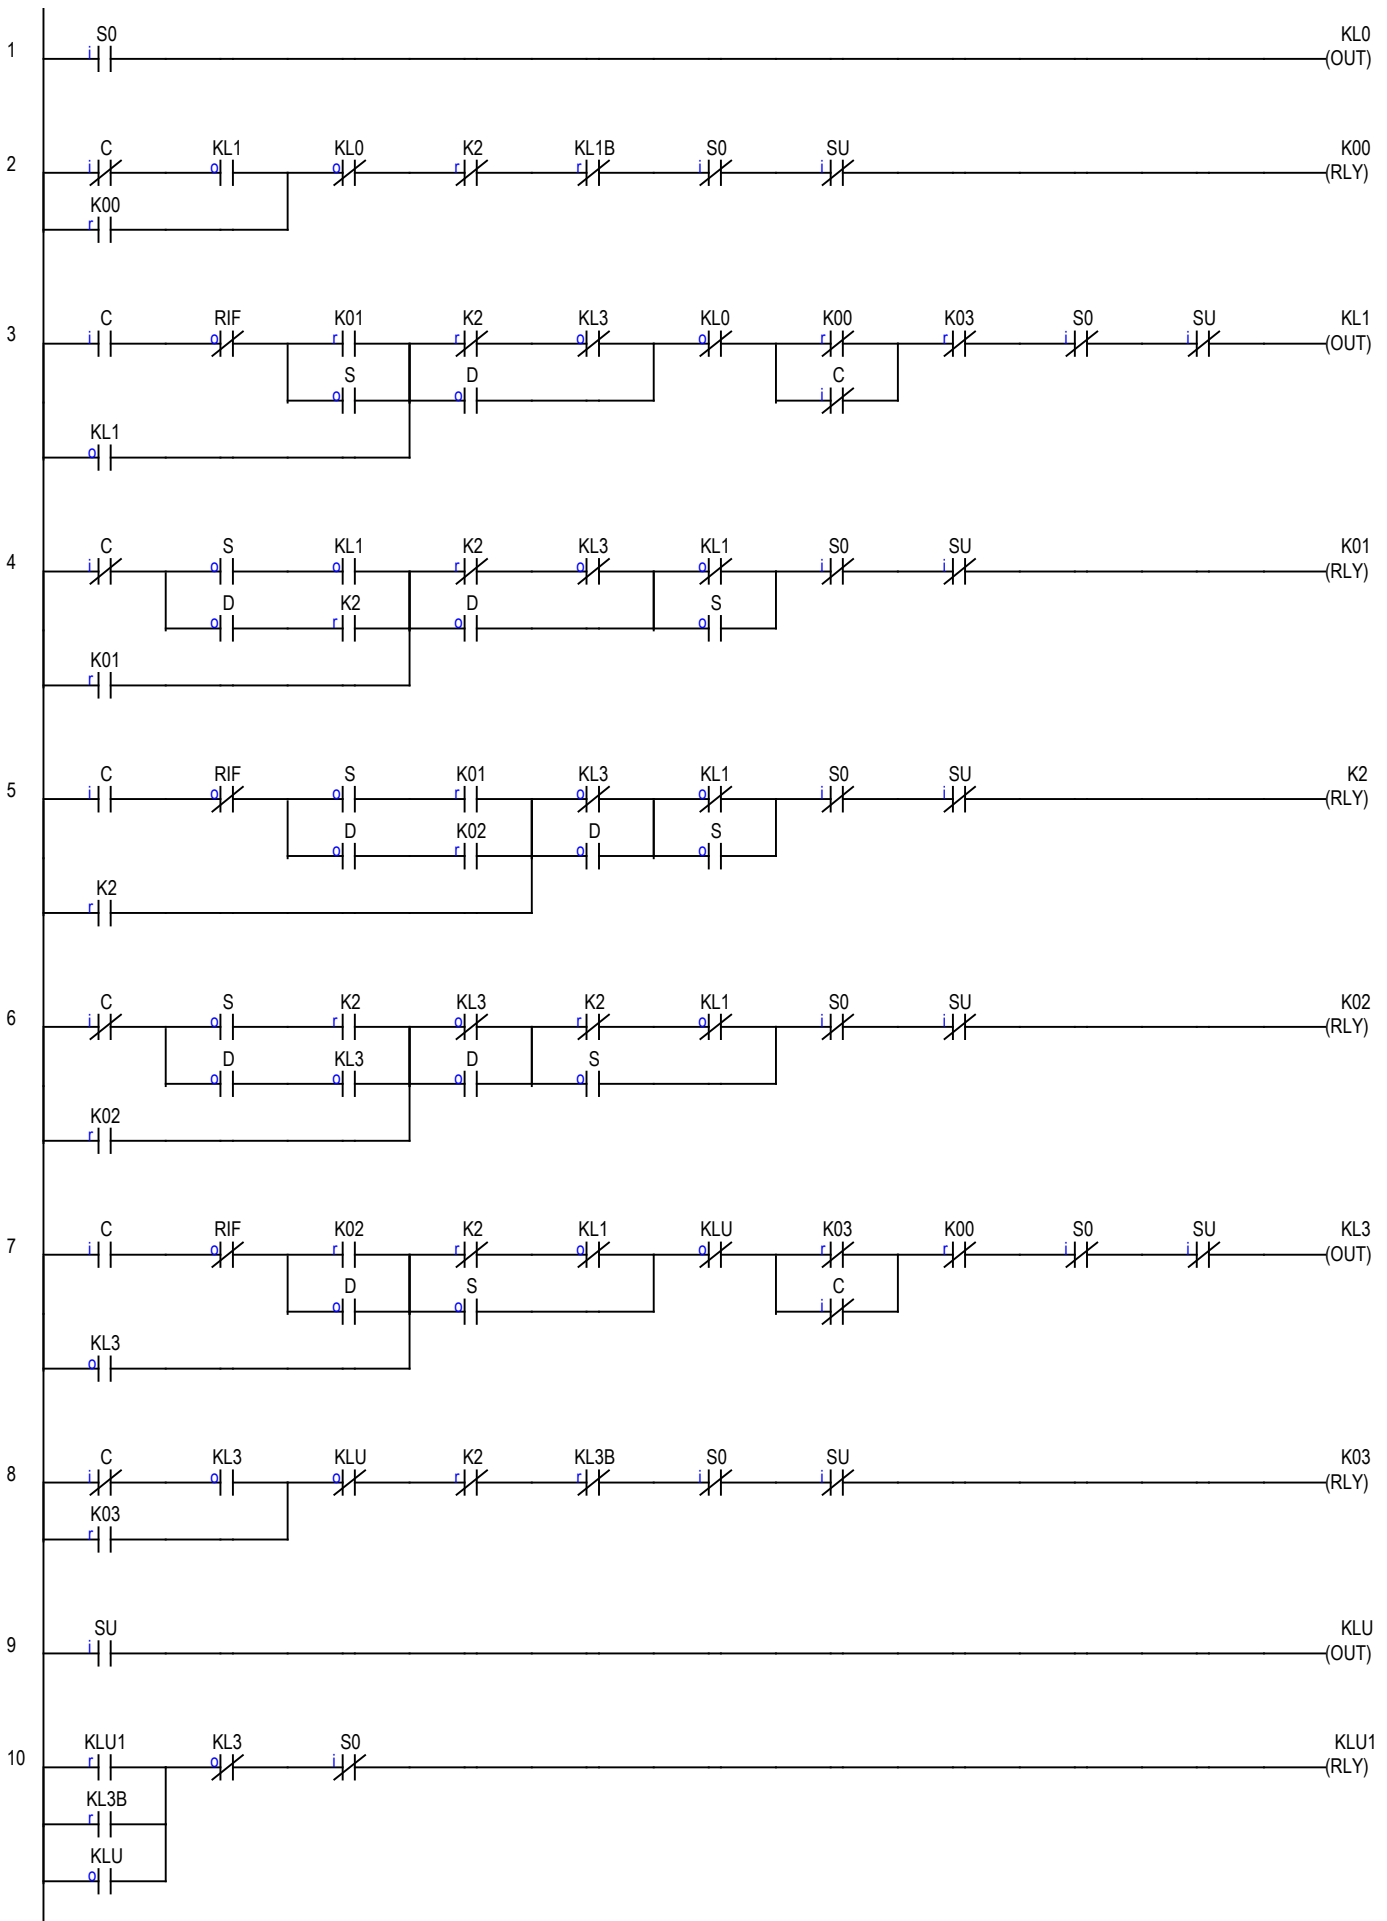 S0 KL0
1 i (OUT)
C KL1 KL0 K2 KL1B S0 SU K00
2 i o o r r i i (RLY)
K00
r
C RIF K01 K2 KL3 KL0 K00 K03 S0 SU KL1
3 i o r r o o r r i i (OUT)
S D C
o o i
KL1
o
C S KL1 K2 KL3 KL1 S0 SU K01
4 i o o r o o i i (RLY)
D K2 D S
o r o o
K01
r
C RIF S K01 KL3 KL1 S0 SU K2
5 i o o r o o i i (RLY)
D K02 D S
o r o o
K2
r
C S K2 KL3 K2 KL1 S0 SU K02
6 i o r o r o i i (RLY)
D KL3 D S
o o o o
K02
r
C RIF K02 K2 KL1 KLU K03 K00 S0 SU KL3
7 i o r r o o r r i i (OUT)
D S C
o o i
KL3
o
C KL3 KLU K2 KL3B S0 SU K03
8 i o o r r i i (RLY)
K03
r
SU KLU
9 i (OUT)
KLU1 KL3 S0 KLU1
10 r o i (RLY)
KL3B
r
KLU
o